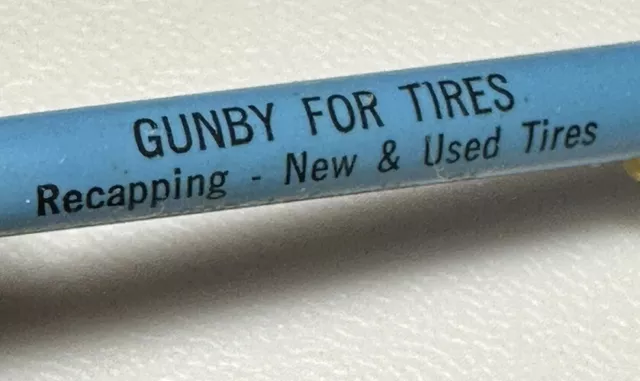 GUNBY FOR TIRES
Recapping - New & Used Tires